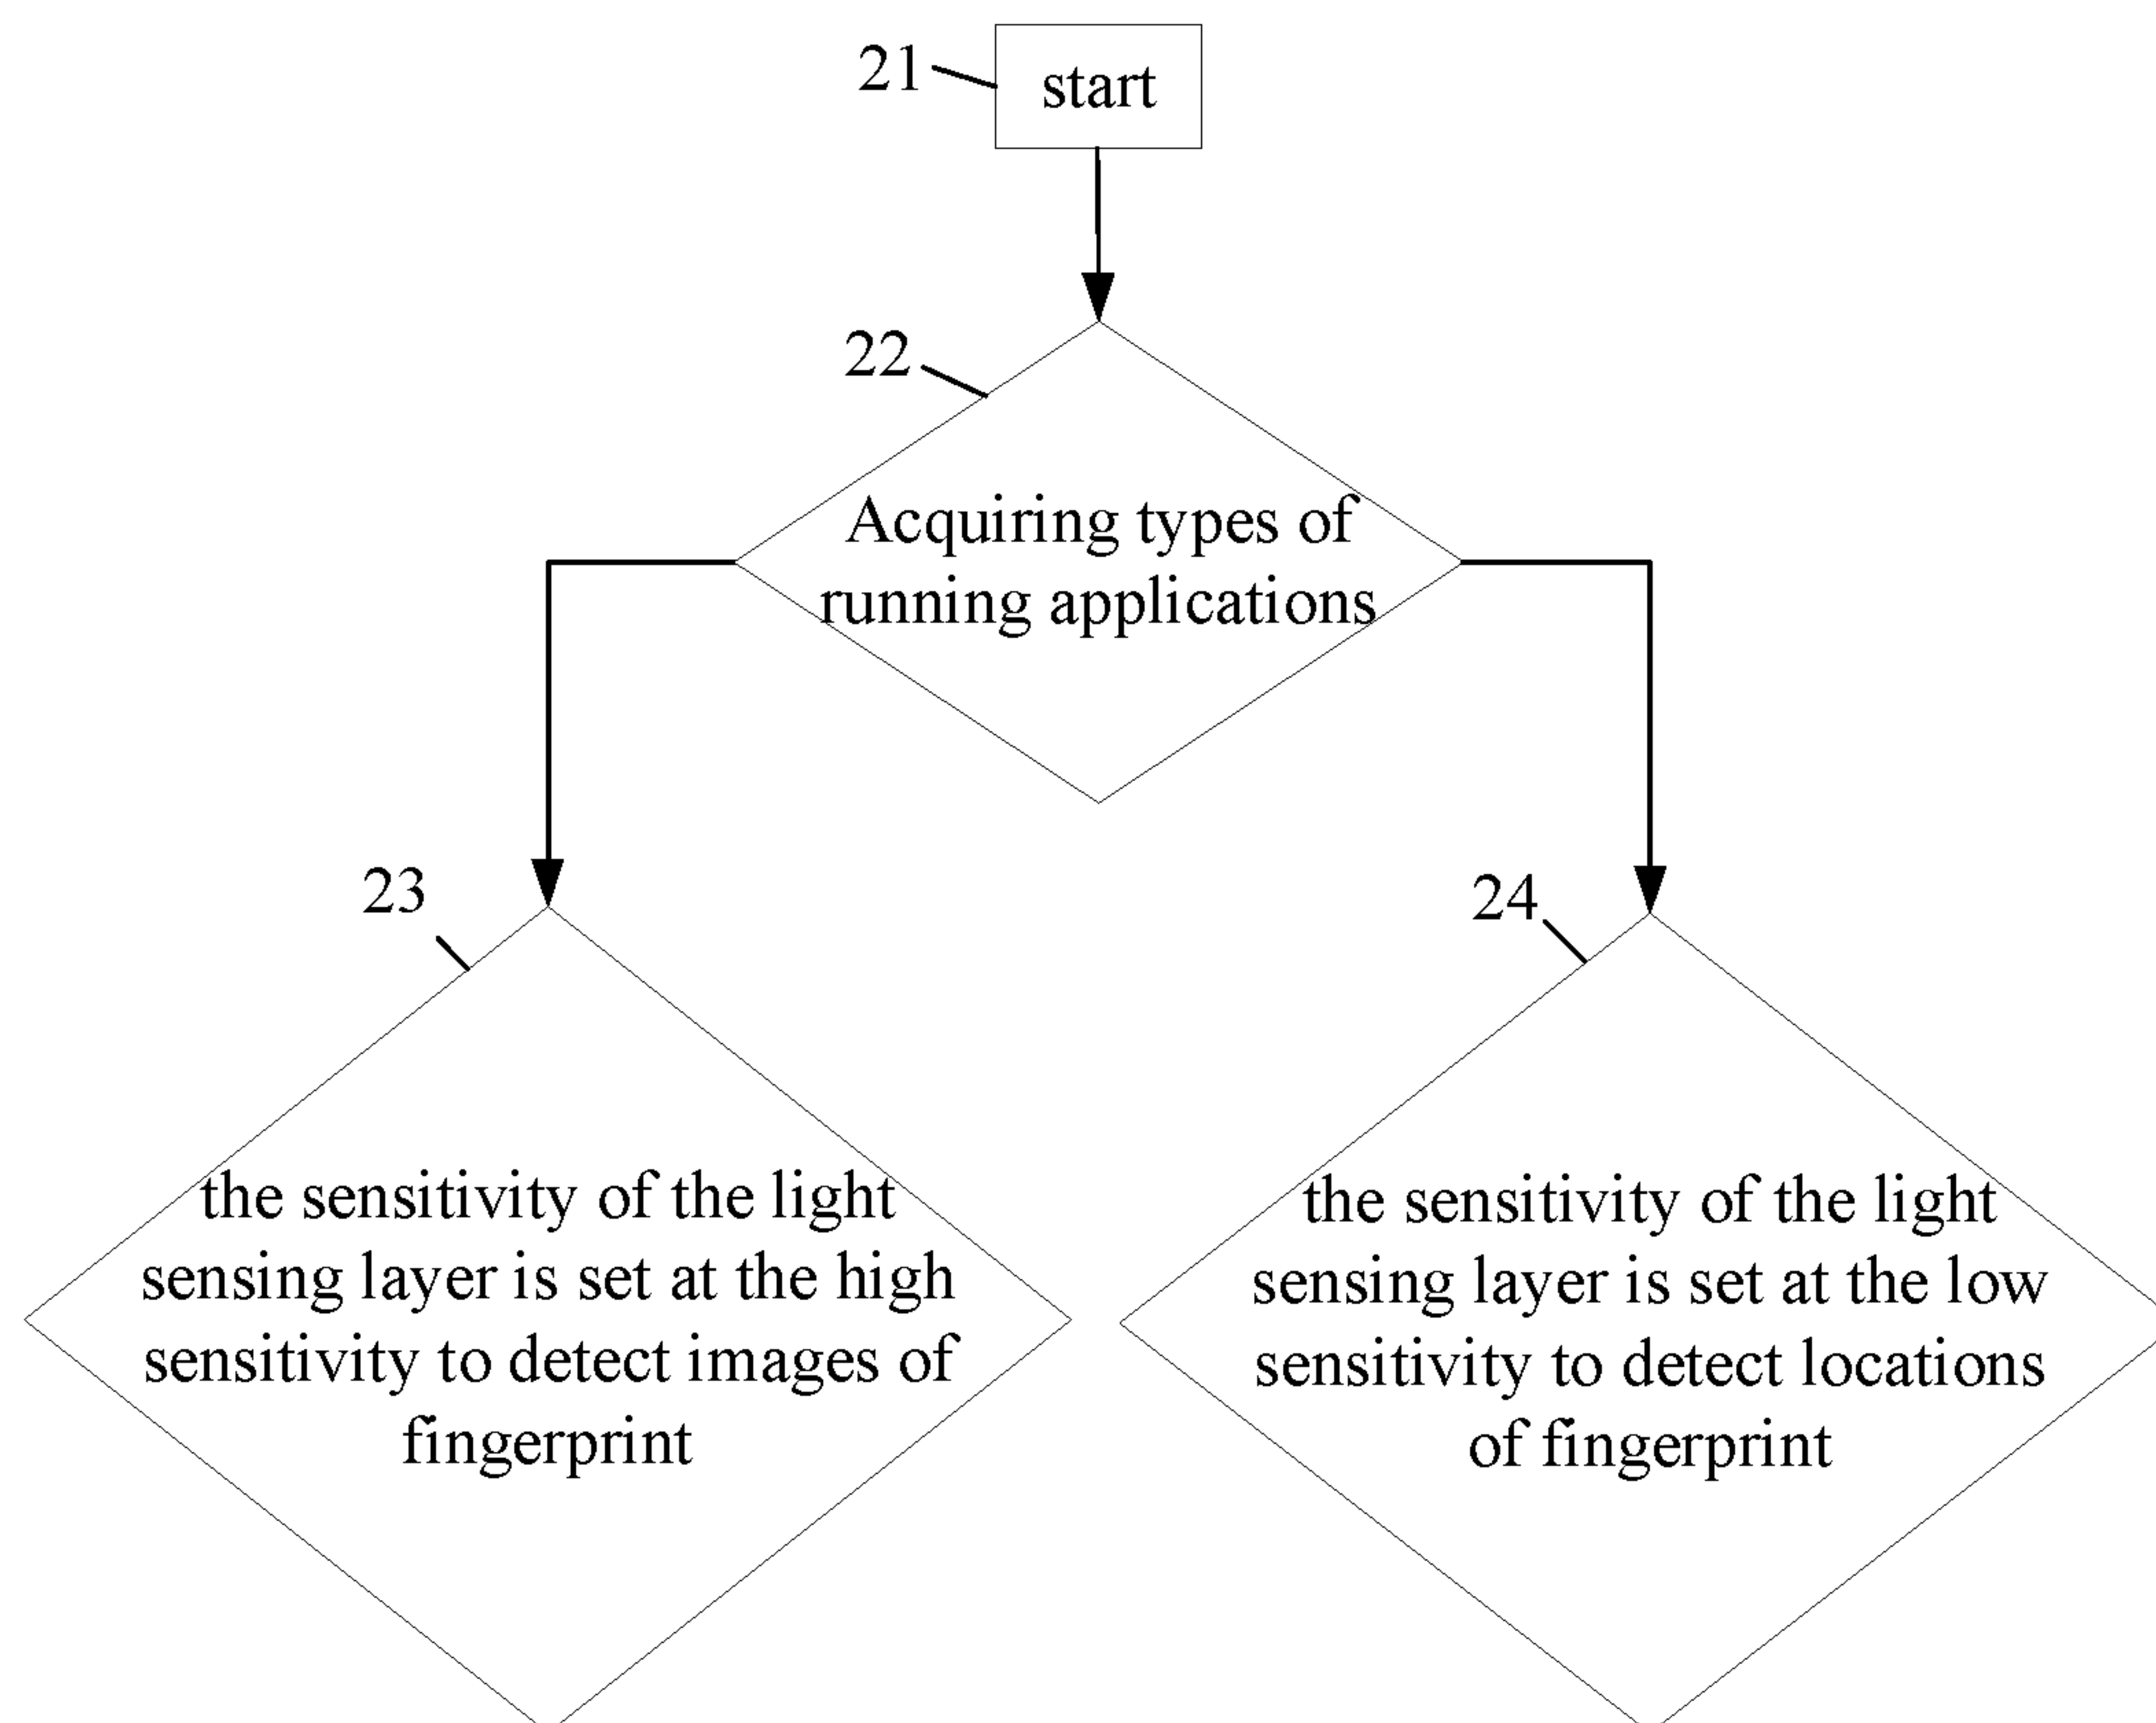 21
start
22
Acquiring types of
running applications
23
24
the sensitivity of the light
sensing layer is set at the high
sensitivity to detect images of
fingerprint
the sensitivity of the light
sensing layer is set at the low
sensitivity to detect locations
of fingerprint